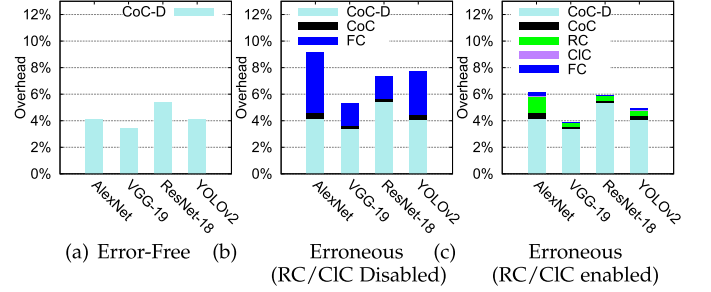 12%
10%
8%
6%
4%
2%
0%
Overhead
CoC-D
AlexNet
VGG-19
ResNet-18
YOLOv2
(a) Error-Free
12%
10%
8%
6%
4%
2%
0%
Overhead
CoC-D
CoC
FC
AlexNet
VGG-19
ResNet-18
YOLOv2
(b) Erroneous
(RC/ClC Disabled)
12%
10%
8%
6%
4%
2%
0%
Overhead
CoC-D
CoC
RC
ClC
FC
AlexNet
VGG-19
ResNet-18
YOLOv2
(c) Erroneous
(RC/ClC enabled)